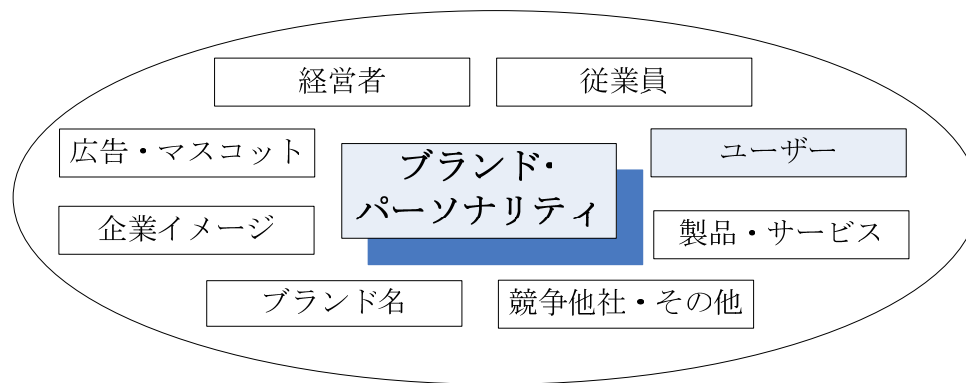 経営者
従業員
広告・マスコット
ブランド・
パーソナリティ
ユーザー
企業イメージ
製品・サービス
ブランド名
競争他社・その他